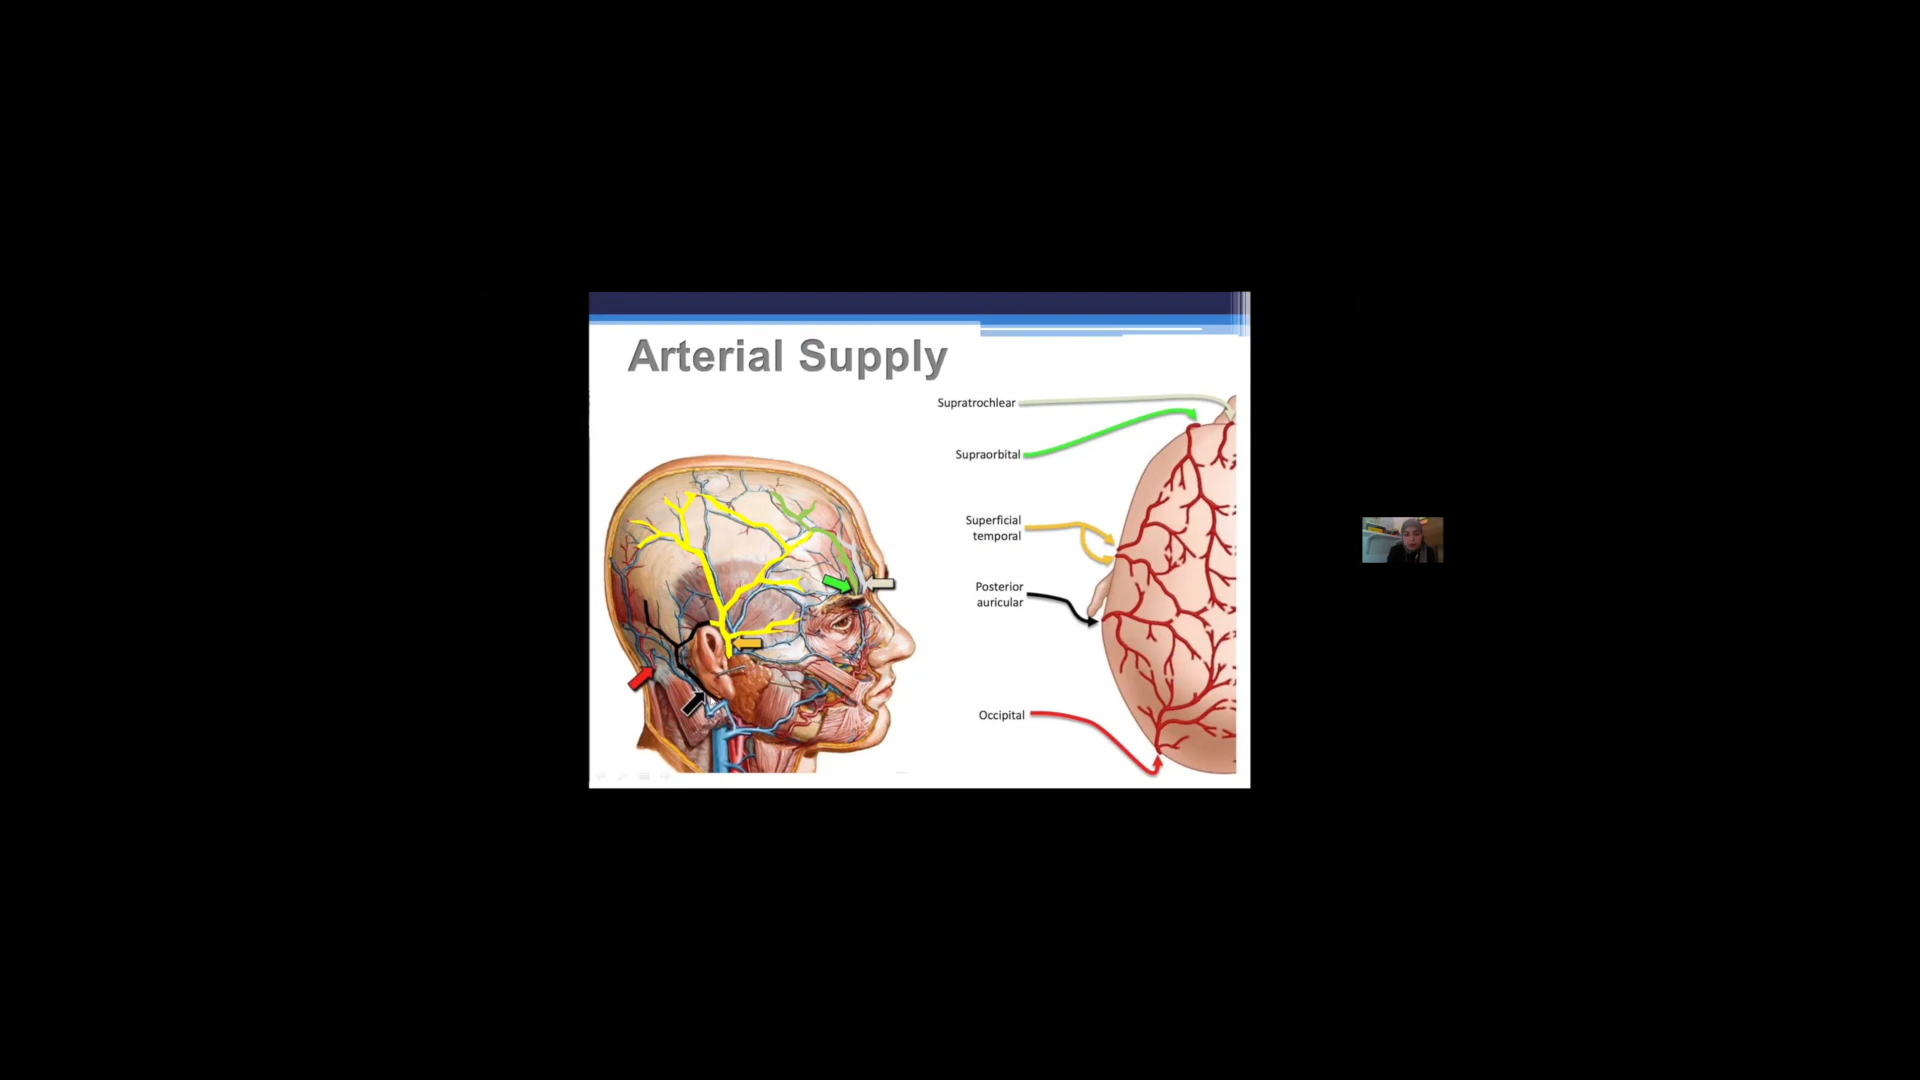 Arterial Supply
Supratrochlear
Supraorbital
Superficial
temporal
Posterior
auricular
Occipital